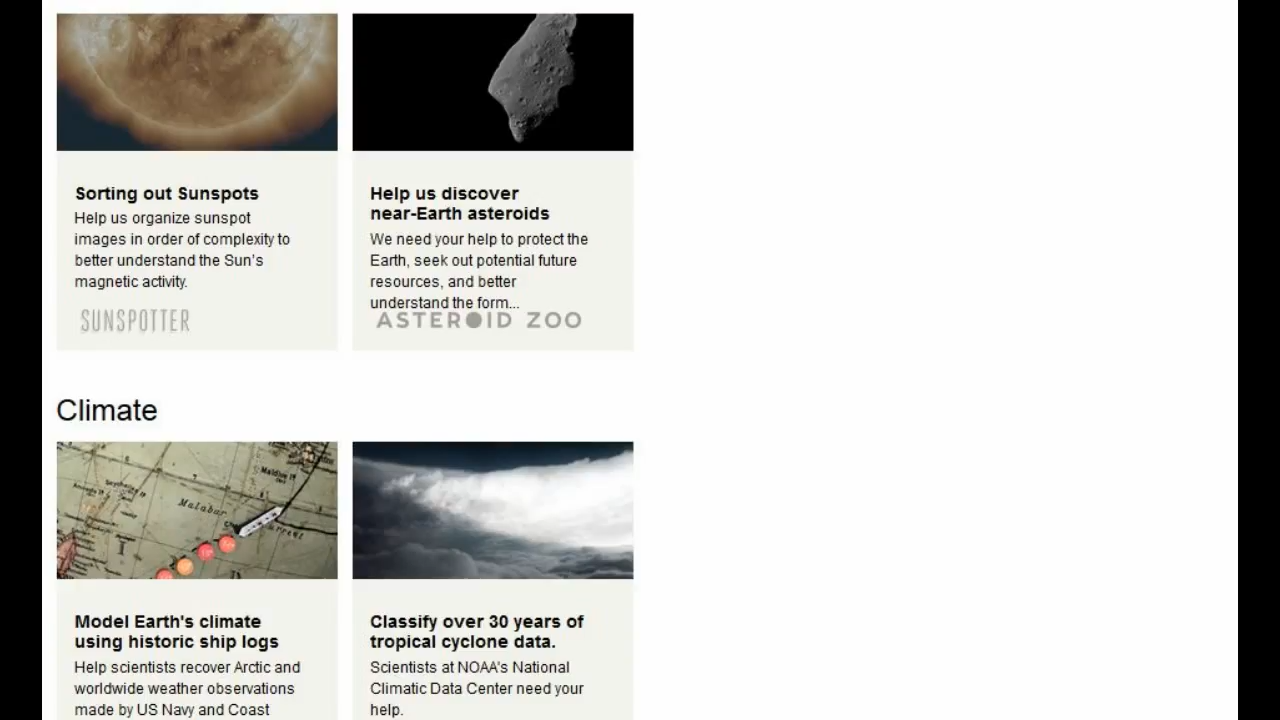 Sorting out Sunspots
Help us organize sunspot
images in order of complexity to
better understand the Sun's
magnetic activity.
SUNSPOTTER
Help us discover
near-Earth asteroids
We need your help to protect the
Earth, seek out potential future
resources, and better
understand the form...
ASTEROID ZOO
Climate
Malabar
Model Earth's climate
using historic ship logs
Help scientists recover Arctic and
worldwide weather observations
made by US Navy and Coast
Classify over 30 years of
tropical cyclone data.
Scientists at NOAA's National
Climatic Data Center need your
help.